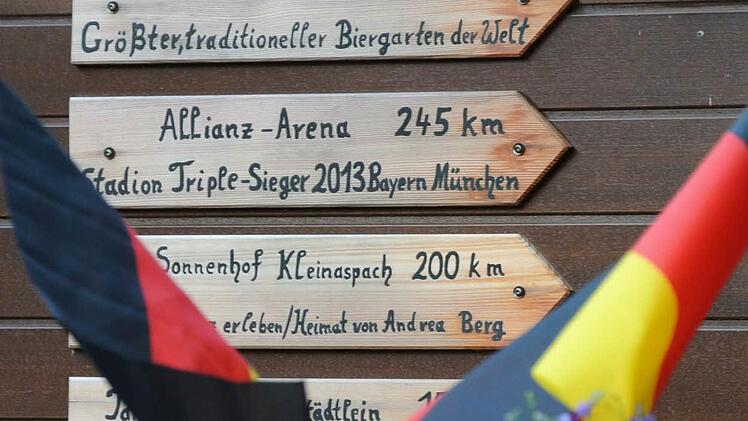 Größter, traditioneller Biergarten der Welt
Allianz-Arena 245 km
Stadion Triple-Sieger 2013 Bayern München
Sonnenhof Kleinaspach 200 km
erleben/Heimat von Andrea Berg